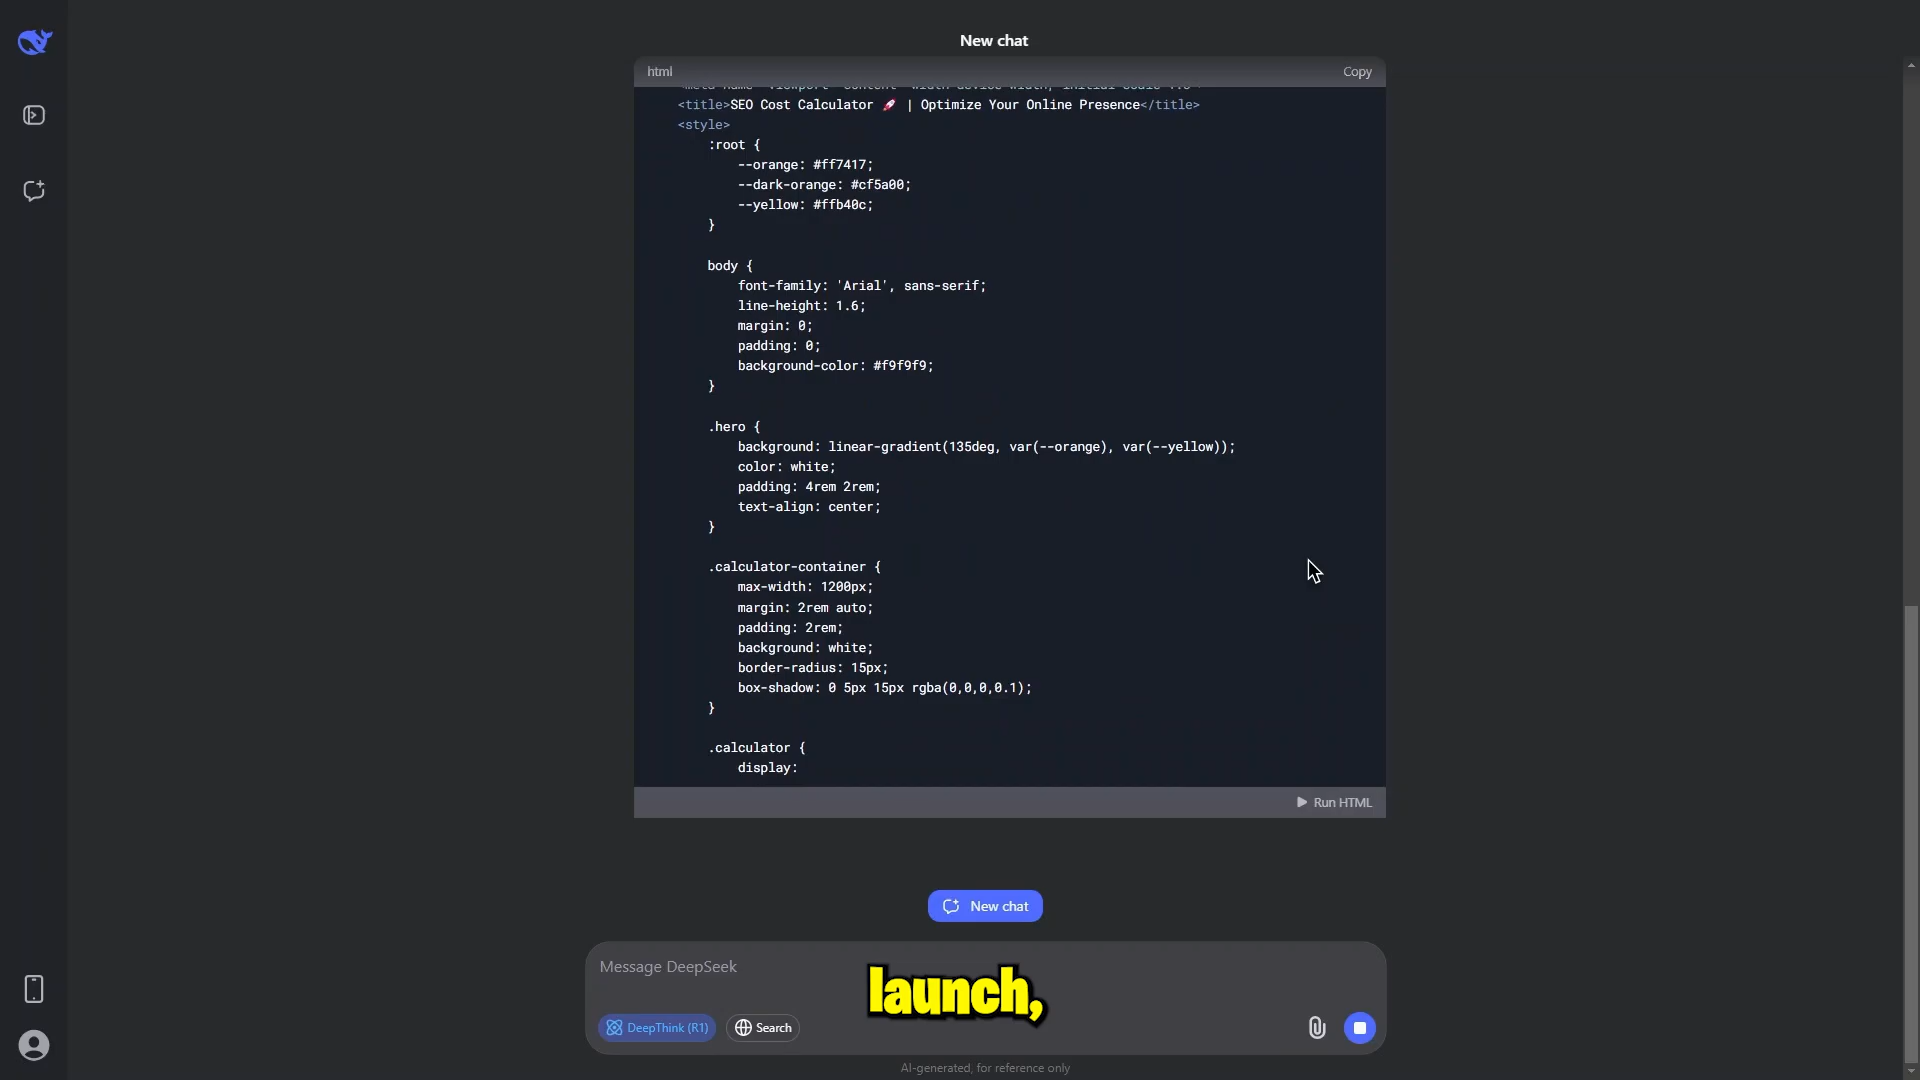 New chat
html
Copy
<title>SEO Cost Calculator 🚀 | Optimize Your Online Presence</title>
<style>
:root {
--orange: #ff7417;
--dark-orange: #cf5a00;
--yellow: #ffb40c;
}
body {
font-family: 'Arial', sans-serif;
line-height: 1.6;
margin: 0;
padding: 0;
background-color: #f9f9f9;
}
.hero {
background: linear-gradient(135deg, var(--orange), var(--yellow));
color: white;
padding: 4rem 2rem;
text-align: center;
}
.calculator-container {
max-width: 1200px;
margin: 2rem auto;
padding: 2rem;
background: white;
border-radius: 15px;
box-shadow: 0 5px 15px rgba(0,0,0,0.1);
}
.calculator {
display:
Run HTML
New chat
Message DeepSeek
launch,
DeepThink (R1)
Search
AI-generated, for reference only